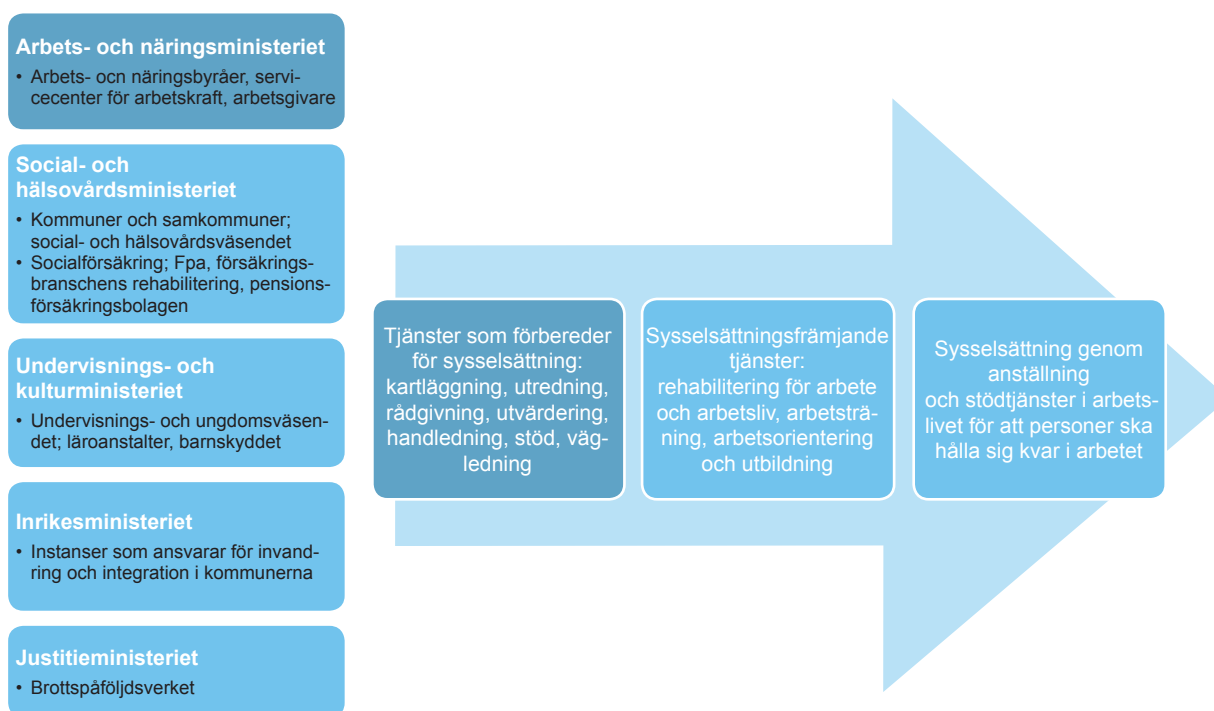 Arbets- och näringsministeriet
• Arbets- ocn näringsbyråer, servi-
cecenter för arbetskraft, arbetsgivare
Social- och
hälsovårdsministeriet
• Kommuner och samkommuner;
social- och hälsovårdsväsendet
• Socialförsäkring; Fpa, försäkrings-
branschens rehabilitering, pensions-
försäkringsbolagen
Undervisnings- och
kulturministeriet
• Undervisnings- och ungdomsväsen-
det; läroanstalter, barnskyddet
Inrikesministeriet
• Instanser som ansvarar för invand-
ring och integration i kommunerna
Justitieministeriet
• Brottspåföljdsverket
Tjänster som förbereder
för sysselsättning:
kartläggning, utredning,
rådgivning, utvärdering,
handledning, stöd, väg-
ledning
Sysselsättningsfrämjande
tjänster:
rehabilitering för arbete
och arbetsliv, arbetsträ-
ning, arbetsorientering
och utbildning
Sysselsättning genom
anställning
och stödtjänster i arbets-
livet för att personer ska
hålla sig kvar i arbetet